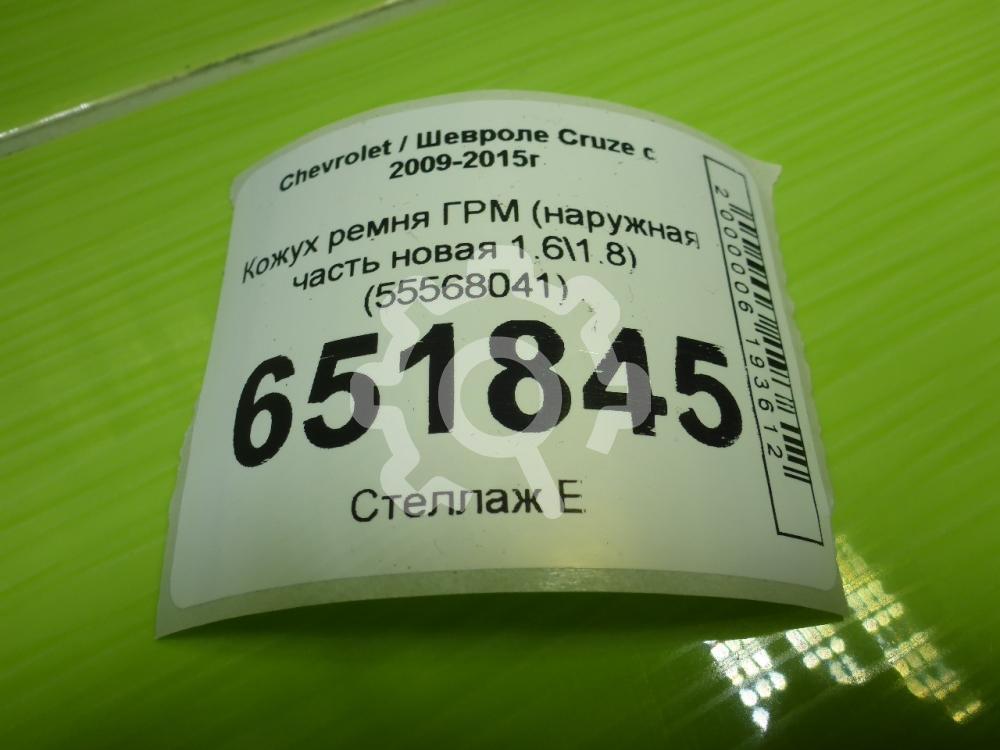 Chevrolet / Шевроле Cruze с
2009-2015г
Кожух ремня ГРМ (наружная
часть новая 1.6\1.8)
(55568041)
651845
Стеллаж Е
2000006193612